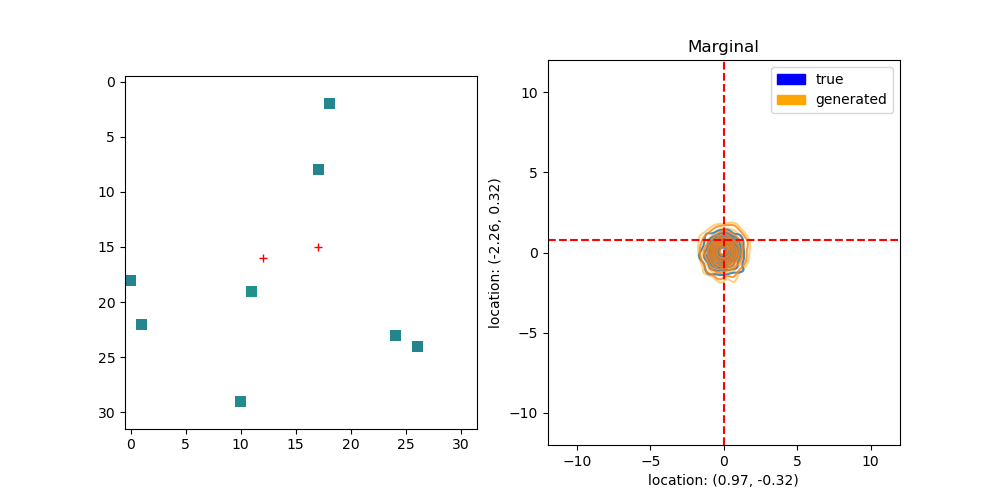 Marginal
0
5
10
15
20
25
30
0 5 10 15 20 25 30
true
generated
10
5
0
−5
−10
location: (-2.26, 0.32)
−10 −5 0 5 10
location: (0.97, -0.32)